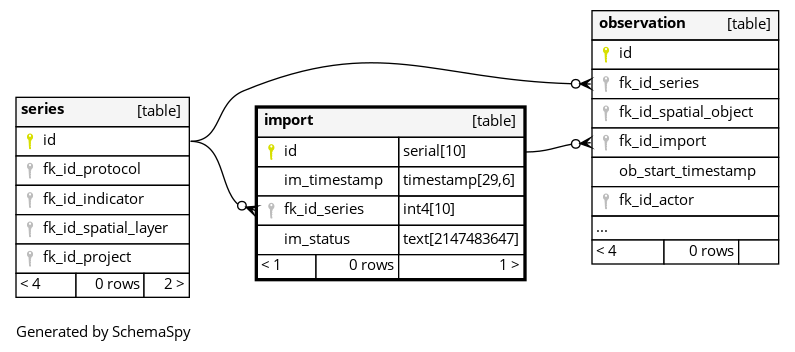 series [table]
id
fk_id_protocol
fk_id_indicator
fk_id_spatial_layer
fk_id_project
< 4 0 rows 2 >
import [table]
id serial[10]
im_timestamp timestamp[29,6]
fk_id_series int4[10]
im_status text[2147483647]
< 1 0 rows 1 >
observation [table]
id
fk_id_series
fk_id_spatial_object
fk_id_import
ob_start_timestamp
fk_id_actor
...
< 4 0 rows
Generated by SchemaSpy